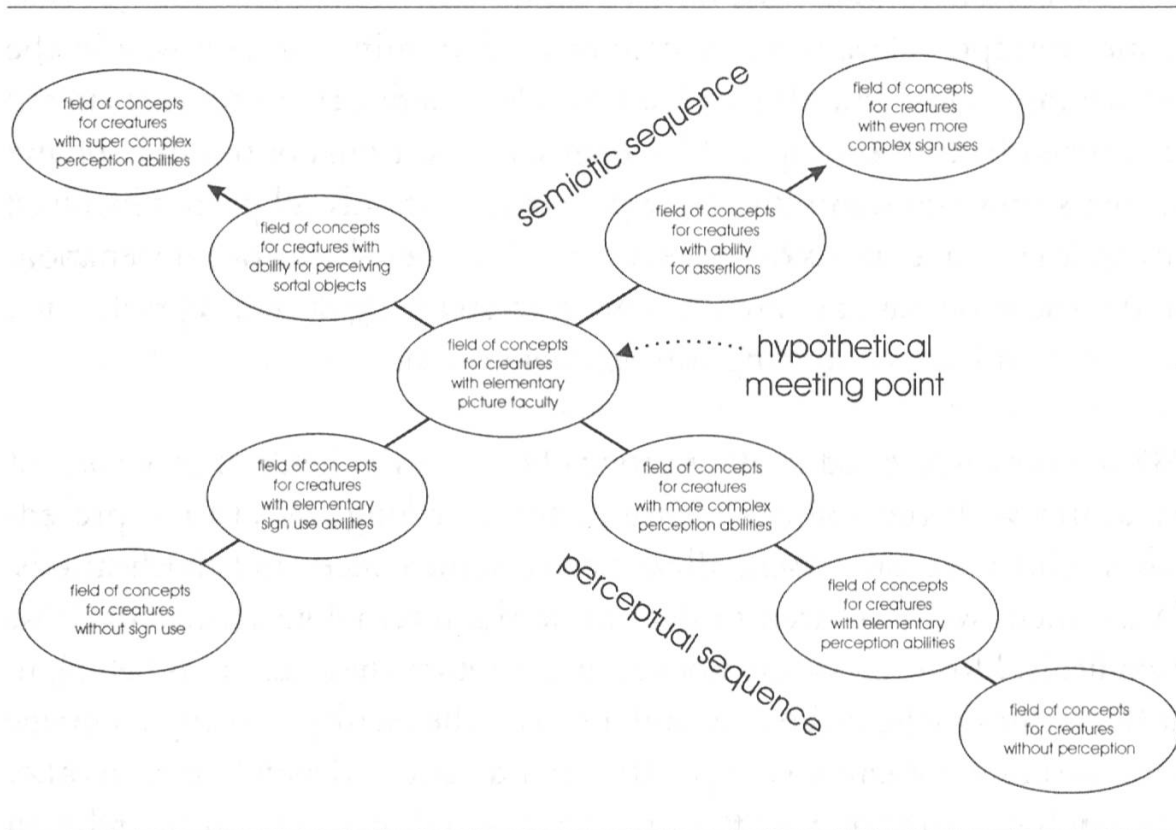 field of concepts
for creatures
with super complex
perception abilities
semiotic sequence
field of concepts
for creatures
with even more
complex sign uses
field of concepts
for creatures with
ability for perceiving
sortal objects
field of concepts
for creatures
with ability
for assertions
field of concepts
for creatures
with elementary
picture faculty
hypothetical
meeting point
field of concepts
for creatures
with elementary
sign use abilities
field of concepts
for creatures
with more complex
perception abilities
field of concepts
for creatures
without sign use
perceptual sequence
field of concepts
for creatures
with elementary
perception abilities
field of concepts
for creatures
without perception